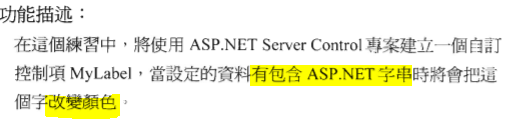 功能描述：
在這個練習中，將使用 ASP.NET Server Control 專案建立一個自訂
控制項 MyLabel，當設定的資料有包含 ASP.NET 字串時將會把這
個字改變顏色。